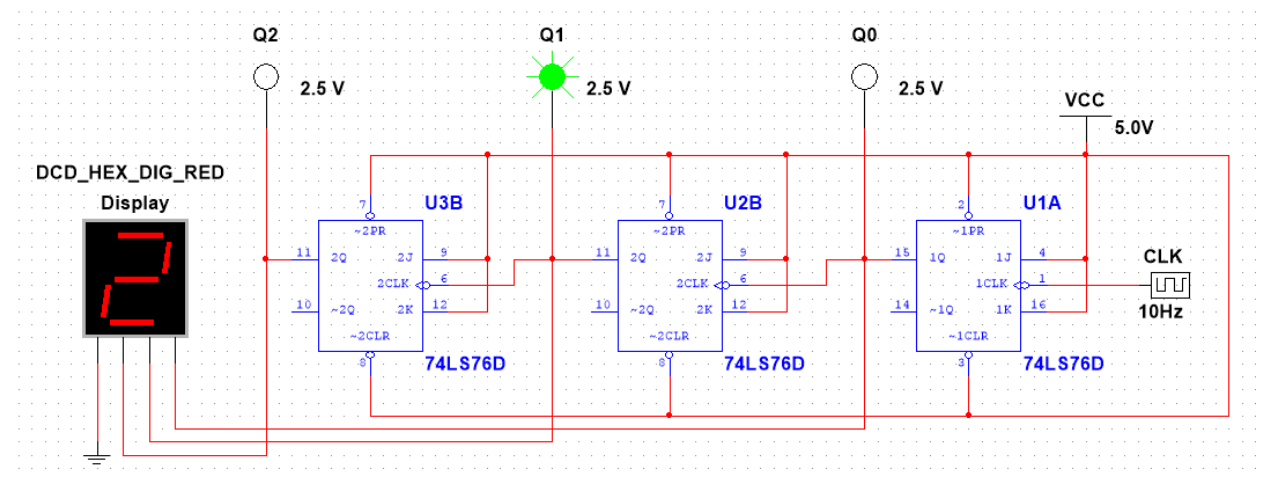 Q2
Q1
Q0
2.5 V
2.5 V
2.5 V
VCC
5.0V
DCD_HEX_DIG_RED
Display
2
7
U3B
~2PR
11
2Q
2J
9
2CLK
6
10
~2Q
2K
12
~2CLR
8
74LS76D
7
U2B
~2PR
11
2Q
2J
9
2CLK
6
10
~2Q
2K
12
~2CLR
8
74LS76D
2
U1A
~1PR
15
1Q
1J
4
1CLK
1
14
~1Q
1K
16
~1CLR
3
74LS76D
CLK
10Hz